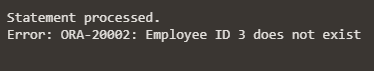 Statement processed.
Error: ORA-20002: Employee ID 3 does not exist